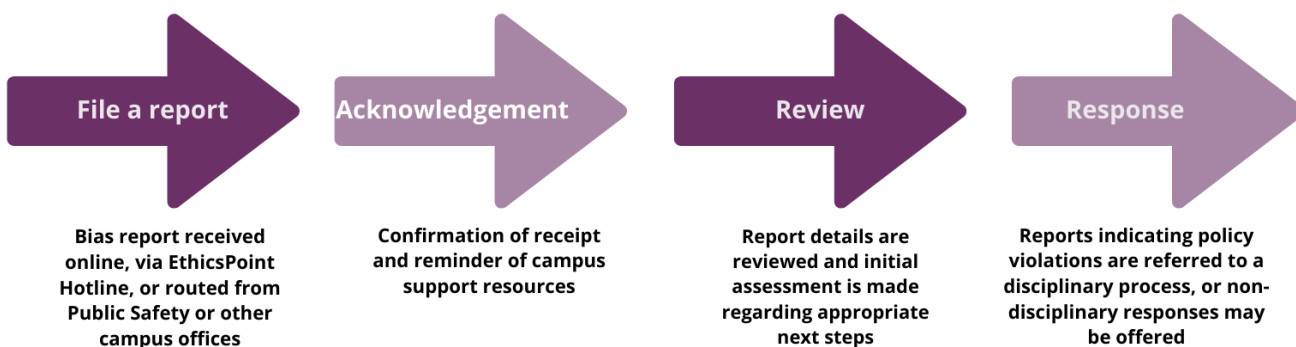 File a report
Bias report received
online, via EthicsPoint
Hotline, or routed from
Public Safety or other
campus offices
Acknowledgement
Confirmation of receipt
and reminder of campus
support resources
Review
Report details are
reviewed and initial
assessment is made
regarding appropriate
next steps
Response
Reports indicating policy
violations are referred to a
disciplinary process, or non-
disciplinary responses may
be offered